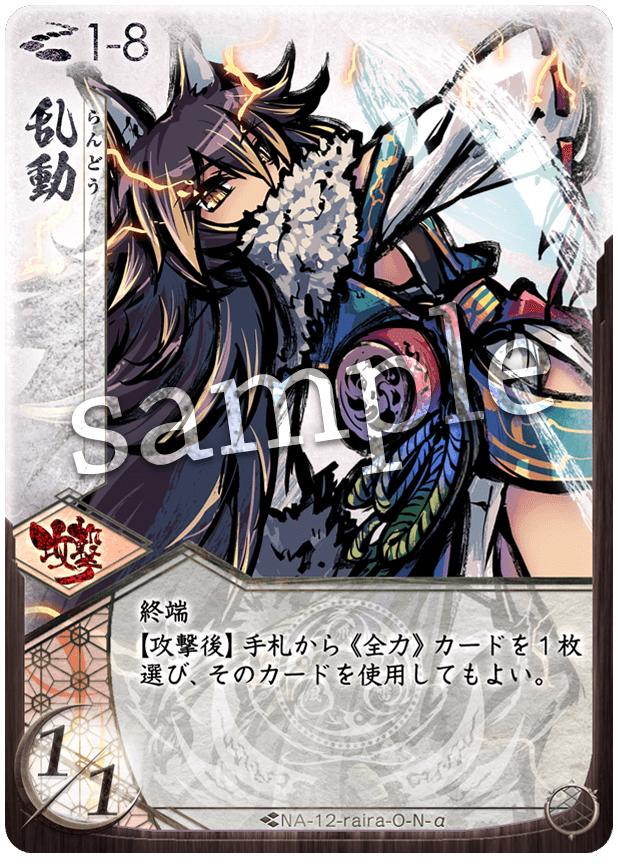 1-8
乱動
らんどう
sample
攻撃
終端
【攻撃後】手札から《全力》カードを1枚
選び、そのカードを使用してもよい。
1/1
NA-12-raira-O-N-α